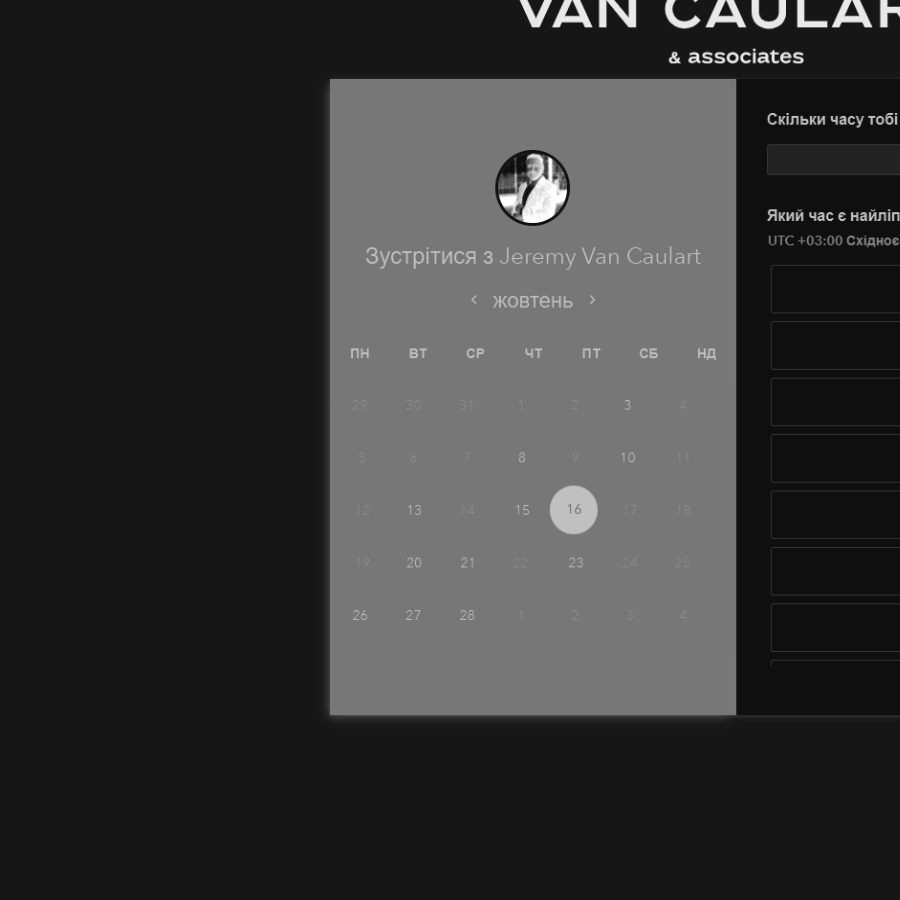 VAN CAULAR
& associates
Скільки часу тобі
Зустрітися з Jeremy Van Caulart
Який час є найліп
UTC +03:00 Східноє
‹ жовтень ›
ПН ВТ СР ЧТ ПТ СБ НД
29 30 31 1 2 3 4
5 6 7 8 9 10 11
12 13 14 15 16 17 18
19 20 21 22 23 24 25
26 27 28 1 2 3 4